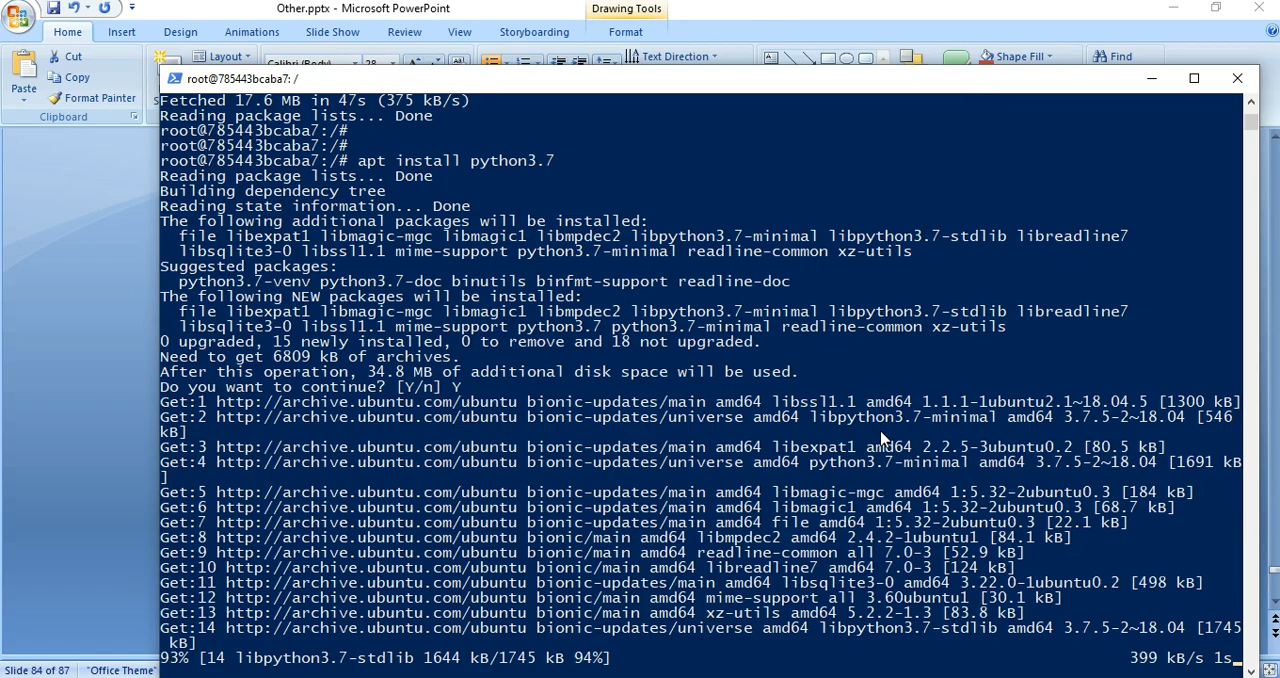 Other.pptx - Microsoft PowerPoint
Drawing Tools
Home
Insert
Design
Animations
Slide Show
Review
View
Storyboarding
Format
Paste
Cut
Copy
Format Painter
Clipboard
Layout
Calibri (Body)
28
Text Direction
Shape Fill
Find
root@785443bcaba7: /
Fetched 17.6 MB in 47s (375 kB/s)
Reading package lists... Done
root@785443bcaba7:/#
root@785443bcaba7:/#
root@785443bcaba7:/# apt install python3.7
Reading package lists... Done
Building dependency tree
Reading state information... Done
The following additional packages will be installed:
file libexpat1 libmagic-mgc libmagic1 libmpdec2 libpython3.7-minimal libpython3.7-stdlib libreadline7
libsqlite3-0 libssl1.1 mime-support python3.7-minimal readline-common xz-utils
Suggested packages:
python3.7-venv python3.7-doc binutils binfmt-support readline-doc
The following NEW packages will be installed:
file libexpat1 libmagic-mgc libmagic1 libmpdec2 libpython3.7-minimal libpython3.7-stdlib libreadline7
libsqlite3-0 libssl1.1 mime-support python3.7 python3.7-minimal readline-common xz-utils
0 upgraded, 15 newly installed, 0 to remove and 18 not upgraded.
Need to get 6809 kB of archives.
After this operation, 34.8 MB of additional disk space will be used.
Do you want to continue? [Y/n] Y
Get:1 http://archive.ubuntu.com/ubuntu bionic-updates/main amd64 libssl1.1 amd64 1.1.1-1ubuntu2.1~18.04.5 [1300 kB]
Get:2 http://archive.ubuntu.com/ubuntu bionic-updates/universe amd64 libpython3.7-minimal amd64 3.7.5-2~18.04 [546
kB]
Get:3 http://archive.ubuntu.com/ubuntu bionic-updates/main amd64 libexpat1 amd64 2.2.5-3ubuntu0.2 [80.5 kB]
Get:4 http://archive.ubuntu.com/ubuntu bionic-updates/universe amd64 python3.7-minimal amd64 3.7.5-2~18.04 [1691 kB
]
Get:5 http://archive.ubuntu.com/ubuntu bionic-updates/main amd64 libmagic-mgc amd64 1:5.32-2ubuntu0.3 [184 kB]
Get:6 http://archive.ubuntu.com/ubuntu bionic-updates/main amd64 libmagic1 amd64 1:5.32-2ubuntu0.3 [68.7 kB]
Get:7 http://archive.ubuntu.com/ubuntu bionic-updates/main amd64 file amd64 1:5.32-2ubuntu0.3 [22.1 kB]
Get:8 http://archive.ubuntu.com/ubuntu bionic/main amd64 libmpdec2 amd64 2.4.2-1ubuntu1 [84.1 kB]
Get:9 http://archive.ubuntu.com/ubuntu bionic/main amd64 readline-common all 7.0-3 [52.9 kB]
Get:10 http://archive.ubuntu.com/ubuntu bionic/main amd64 libreadline7 amd64 7.0-3 [124 kB]
Get:11 http://archive.ubuntu.com/ubuntu bionic-updates/main amd64 libsqlite3-0 amd64 3.22.0-1ubuntu0.2 [498 kB]
Get:12 http://archive.ubuntu.com/ubuntu bionic/main amd64 mime-support all 3.60ubuntu1 [30.1 kB]
Get:13 http://archive.ubuntu.com/ubuntu bionic/main amd64 xz-utils amd64 5.2.2-1.3 [83.8 kB]
Get:14 http://archive.ubuntu.com/ubuntu bionic-updates/universe amd64 libpython3.7-stdlib amd64 3.7.5-2~18.04 [1745
kB]
93% [14 libpython3.7-stdlib 1644 kB/1745 kB 94%] 399 kB/s 1s
Slide 84 of 87
"Office Theme"